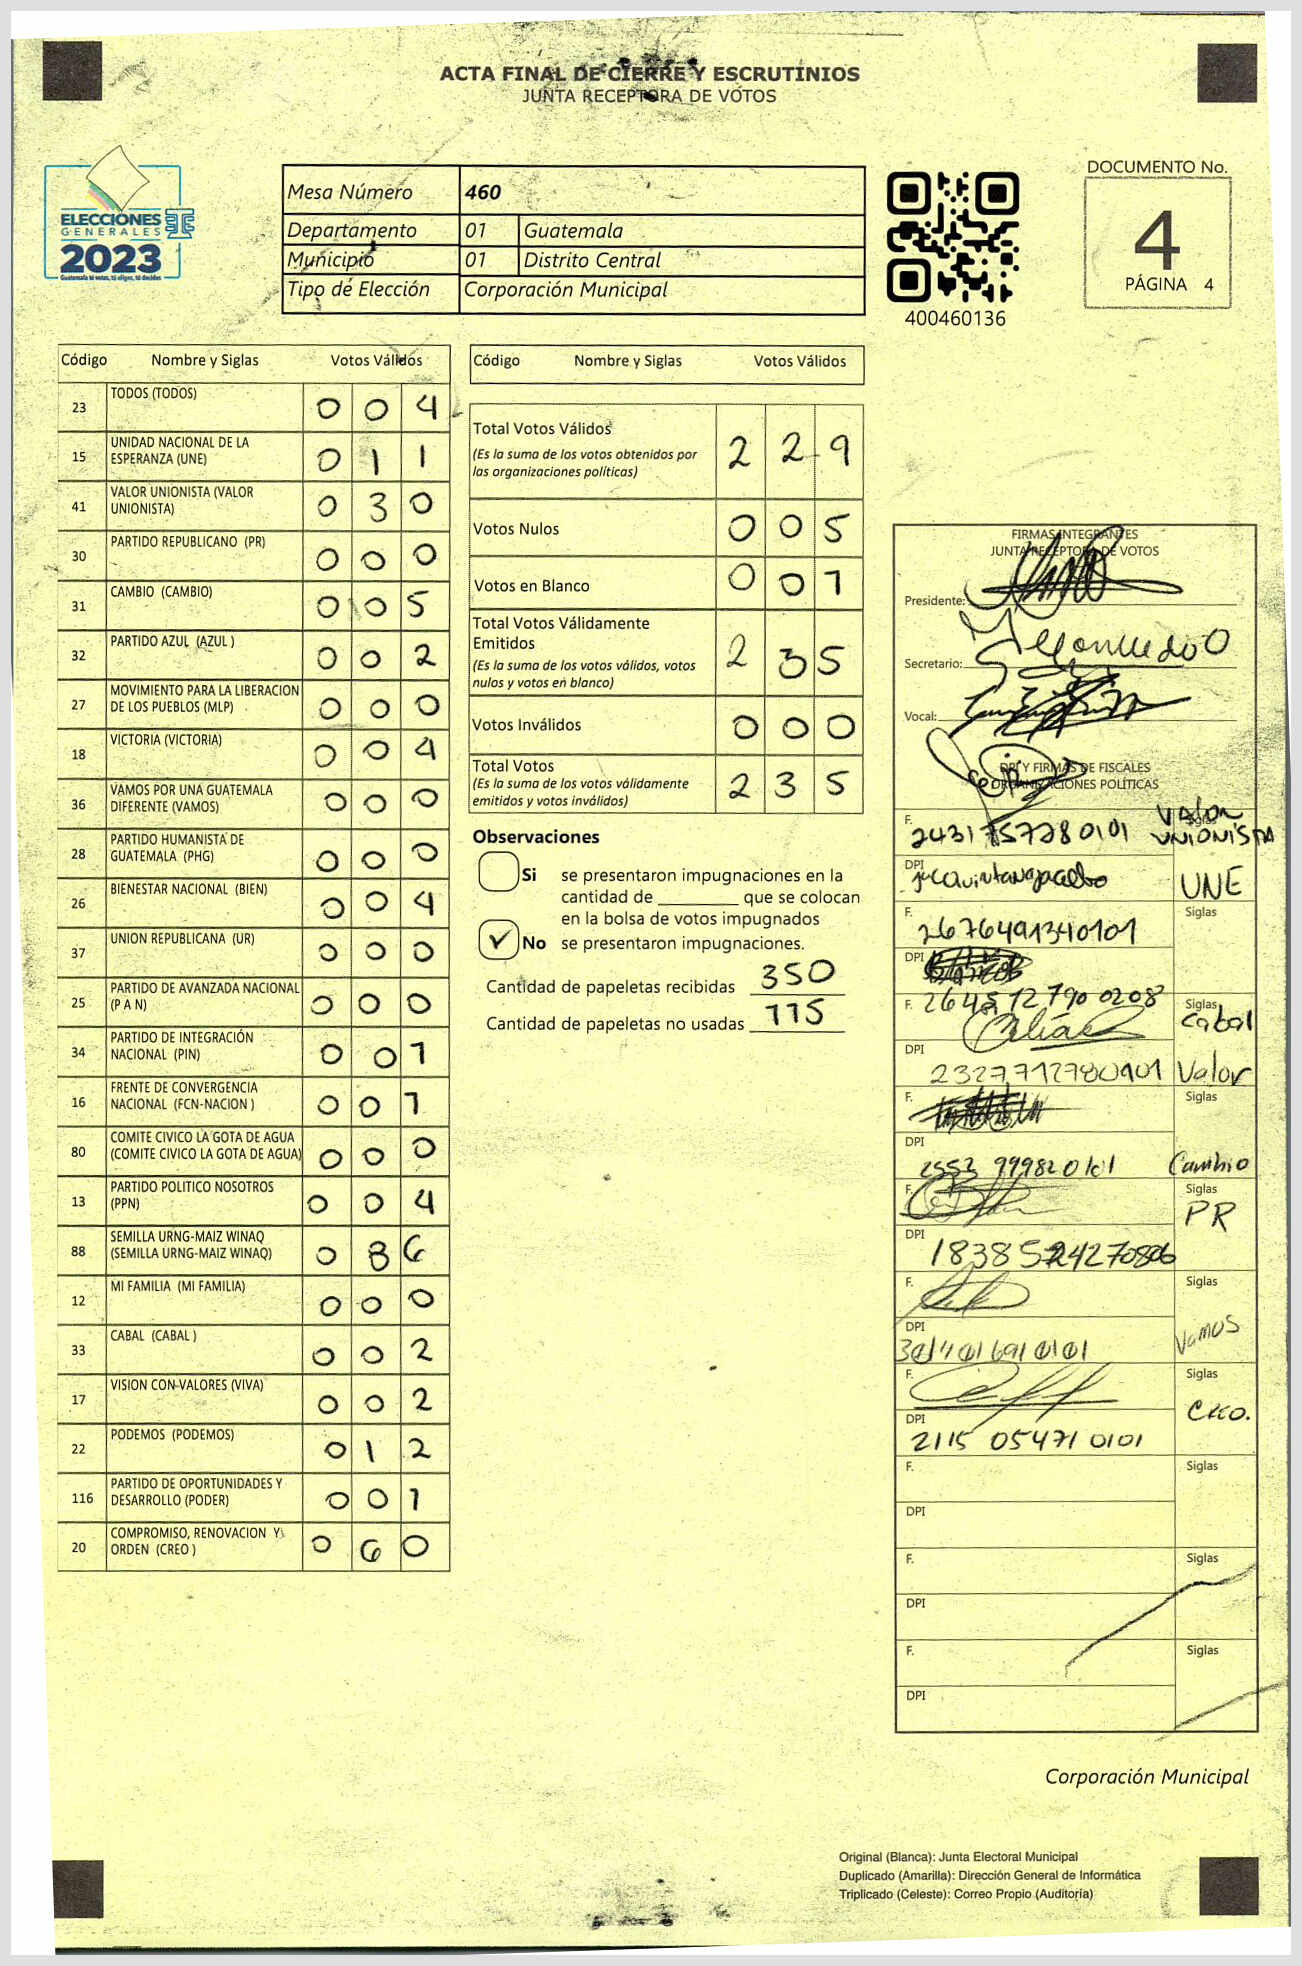 ACTA FINAL DE CIERRE Y ESCRUTINIOS
JUNTA RECEPTORA DE VOTOS
ELECCIONES
GENERALES
2023
Guatemala tú votas, tú eliges, tú decides
Mesa Número 460
Departamento 01 Guatemala
Municipio 01 Distrito Central
Tipo de Elección Corporación Municipal
400460136
DOCUMENTO No.
4
PÁGINA 4
Código Nombre y Siglas Votos Válidos
23 TODOS (TODOS) 0 0 4
15 UNIDAD NACIONAL DE LA ESPERANZA (UNE) 0 1 1
41 VALOR UNIONISTA (VALOR UNIONISTA) 0 3 0
30 PARTIDO REPUBLICANO (PR) 0 0 0
31 CAMBIO (CAMBIO) 0 0 5
32 PARTIDO AZUL (AZUL ) 0 0 2
27 MOVIMIENTO PARA LA LIBERACION DE LOS PUEBLOS (MLP) 0 0 0
18 VICTORIA (VICTORIA) 0 0 4
36 VAMOS POR UNA GUATEMALA DIFERENTE (VAMOS) 0 0 0
28 PARTIDO HUMANISTA DE GUATEMALA (PHG) 0 0 0
26 BIENESTAR NACIONAL (BIEN) 0 0 4
37 UNION REPUBLICANA (UR) 0 0 0
25 PARTIDO DE AVANZADA NACIONAL (P A N) 0 0 0
34 PARTIDO DE INTEGRACIÓN NACIONAL (PIN) 0 0 1
16 FRENTE DE CONVERGENCIA NACIONAL (FCN-NACION ) 0 0 1
80 COMITE CIVICO LA GOTA DE AGUA (COMITE CIVICO LA GOTA DE AGUA) 0 0 0
13 PARTIDO POLITICO NOSOTROS (PPN) 0 0 4
88 SEMILLA URNG-MAIZ WINAQ (SEMILLA URNG-MAIZ WINAQ) 0 8 6
12 MI FAMILIA (MI FAMILIA) 0 0 0
33 CABAL (CABAL ) 0 0 2
17 VISION CON VALORES (VIVA) 0 0 2
22 PODEMOS (PODEMOS) 0 1 2
116 PARTIDO DE OPORTUNIDADES Y DESARROLLO (PODER) 0 0 1
20 COMPROMISO, RENOVACION Y ORDEN (CREO ) 0 6 0
Código Nombre y Siglas Votos Válidos
Total Votos Válidos 2 2 9
(Es la suma de los votos obtenidos por
las organizaciones políticas)
Votos Nulos 0 0 5
Votos en Blanco 0 0 1
Total Votos Válidamente
Emitidos 2 3 5
(Es la suma de los votos válidos, votos
nulos y votos en blanco)
Votos Inválidos 0 0 0
Total Votos 2 3 5
(Es la suma de los votos válidamente
emitidos y votos inválidos)
Observaciones
Si se presentaron impugnaciones en la
cantidad de ________ que se colocan
en la bolsa de votos impugnados
✓ No se presentaron impugnaciones.
Cantidad de papeletas recibidas 350
Cantidad de papeletas no usadas 115
FIRMAS INTEGRANTES
JUNTA RECEPTORA DE VOTOS
Presidente:
Secretario:
Vocal:
DPI Y FIRMAS DE FISCALES
ORGANIZACIONES POLÍTICAS
F. Siglas
2431757280101 VALOR UNIONISTA
DPI UNE
F. Siglas
2676491340101
DPI
F. 2645127900208 Siglas
Cabal
DPI
2327712780101 Valor
F. Siglas
DPI
2553 999820101 Cambio
F. Siglas
PR
DPI
F. Siglas
DPI
Vamos
F. Siglas
CREO.
DPI
2115 05471 0101
F. Siglas
DPI
F. Siglas
DPI
F. Siglas
DPI
Corporación Municipal
Original (Blanca): Junta Electoral Municipal
Duplicado (Amarilla): Dirección General de Informática
Triplicado (Celeste): Correo Propio (Auditoría)